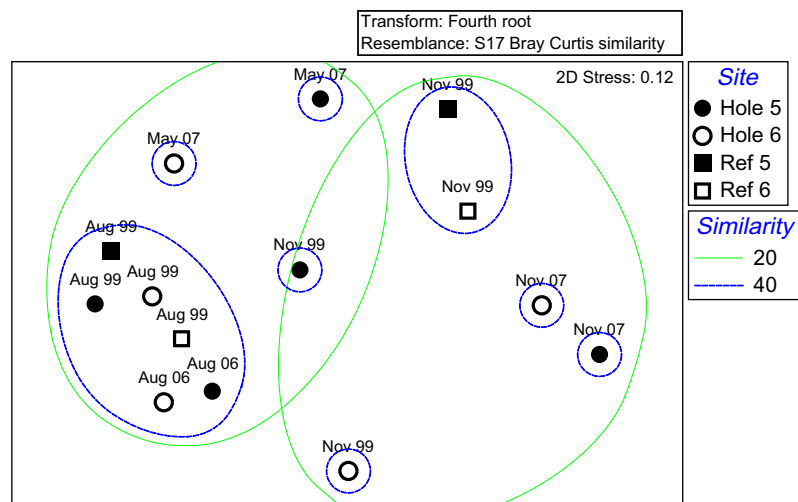 Transform: Fourth root
Resemblance: S17 Bray Curtis similarity
2D Stress: 0.12
May 07
Nov 99
May 07
Nov 99
Aug 99
Nov 99
Aug 99
Aug 99
Aug 99
Nov 07
Nov 07
Aug 06
Aug 06
Nov 99
Site
Hole 5
Hole 6
Ref 5
Ref 6
Similarity
20
40